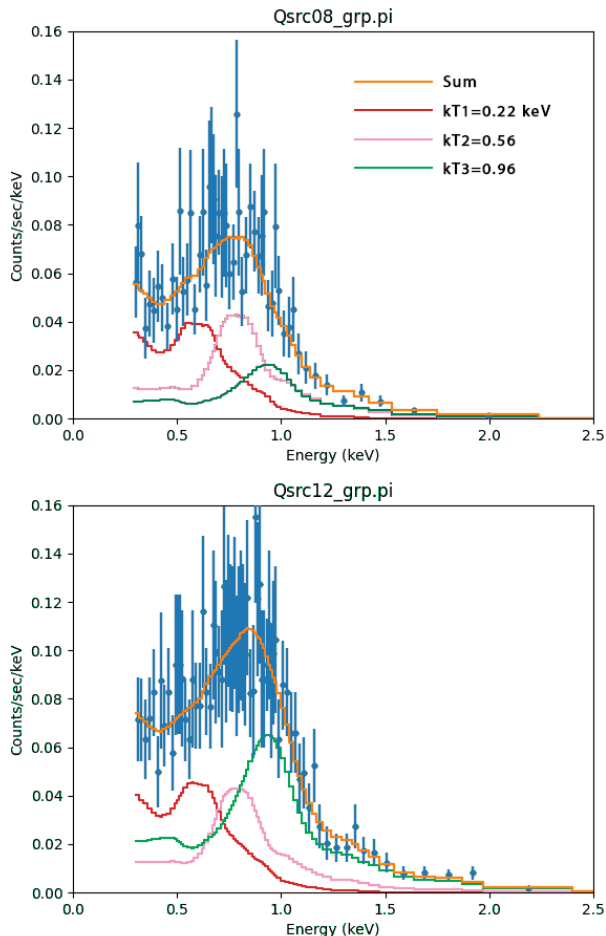 Qsrc08_grp.pi
0.16
0.14
0.12
0.10
0.08
0.06
0.04
0.02
0.00
Counts/sec/keV
Sum
kT1=0.22 keV
kT2=0.56
kT3=0.96
0.0 0.5 1.0 1.5 2.0 2.5
Energy (keV)
Qsrc12_grp.pi
0.16
0.14
0.12
0.10
0.08
0.06
0.04
0.02
0.00
Counts/sec/keV
0.0 0.5 1.0 1.5 2.0 2.5
Energy (keV)